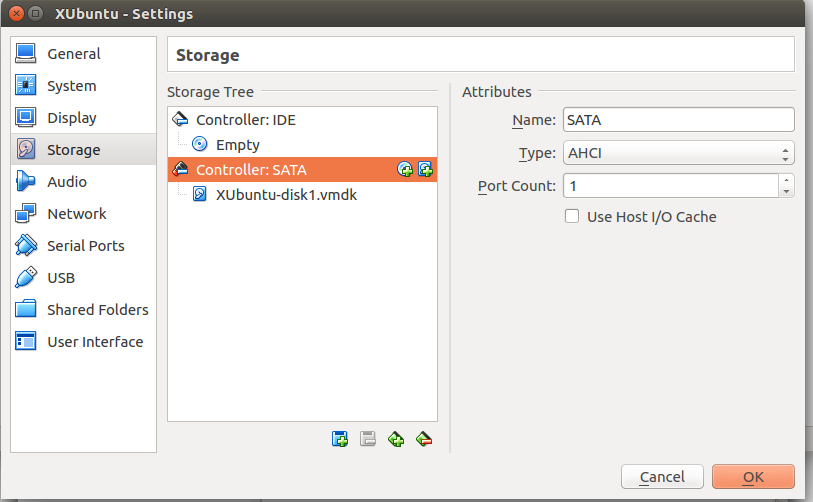 XUbuntu - Settings
General
System
Display
Storage
Audio
Network
Serial Ports
USB
Shared Folders
User Interface
Storage
Storage Tree
Controller: IDE
Empty
Controller: SATA
XUbuntu-disk1.vmdk
Attributes
Name: SATA
Type: AHCI
Port Count: 1
Use Host I/O Cache
Cancel
OK